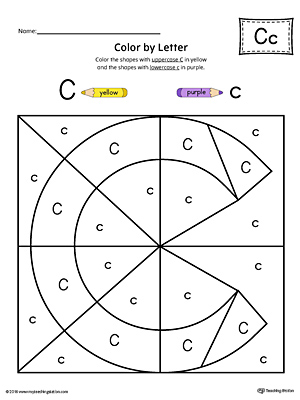 Name:
Cc
Color by Letter
Color the shapes with uppercase C in yellow
and the shapes with lowercase c in purple.
C yellow purple c
c c C C c
C C
c c c
C c c c
c c
C C
c C C c
©2018 www.myteachingstation.com My Teaching Station